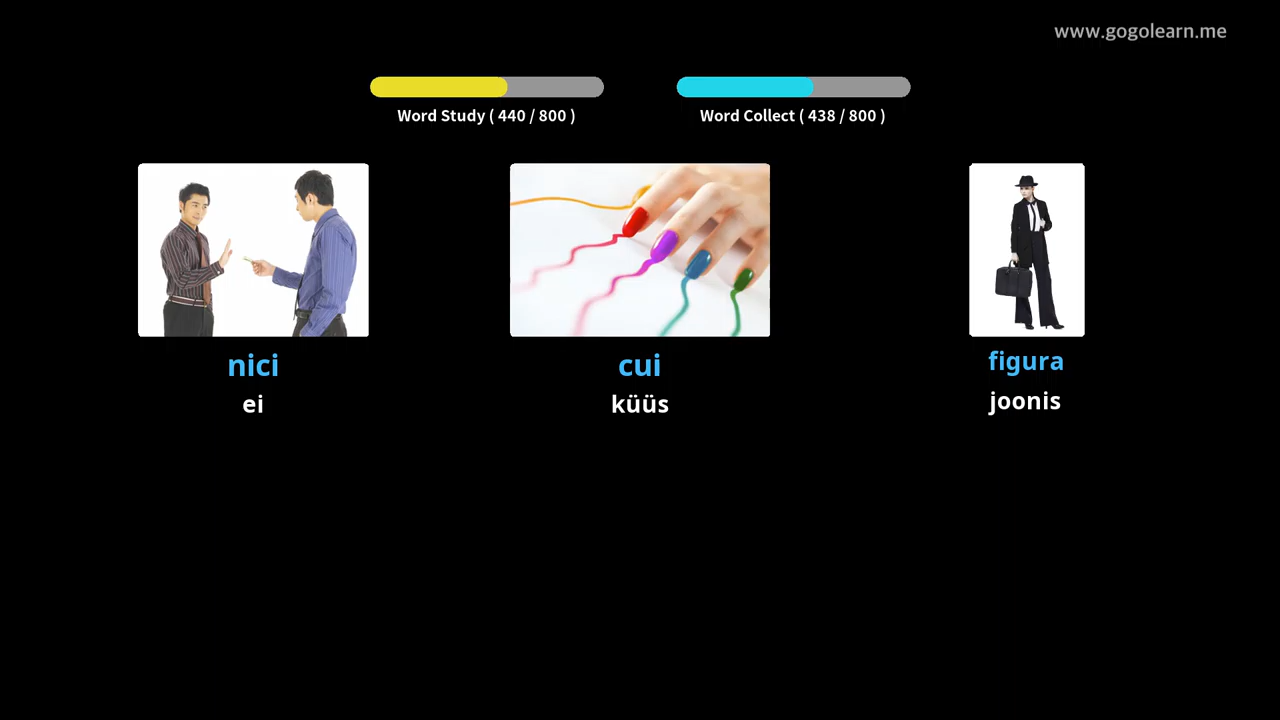 www.gogolearn.me
Word Study ( 440 / 800 )
Word Collect ( 438 / 800 )
nici
ei
cui
küüs
figura
joonis